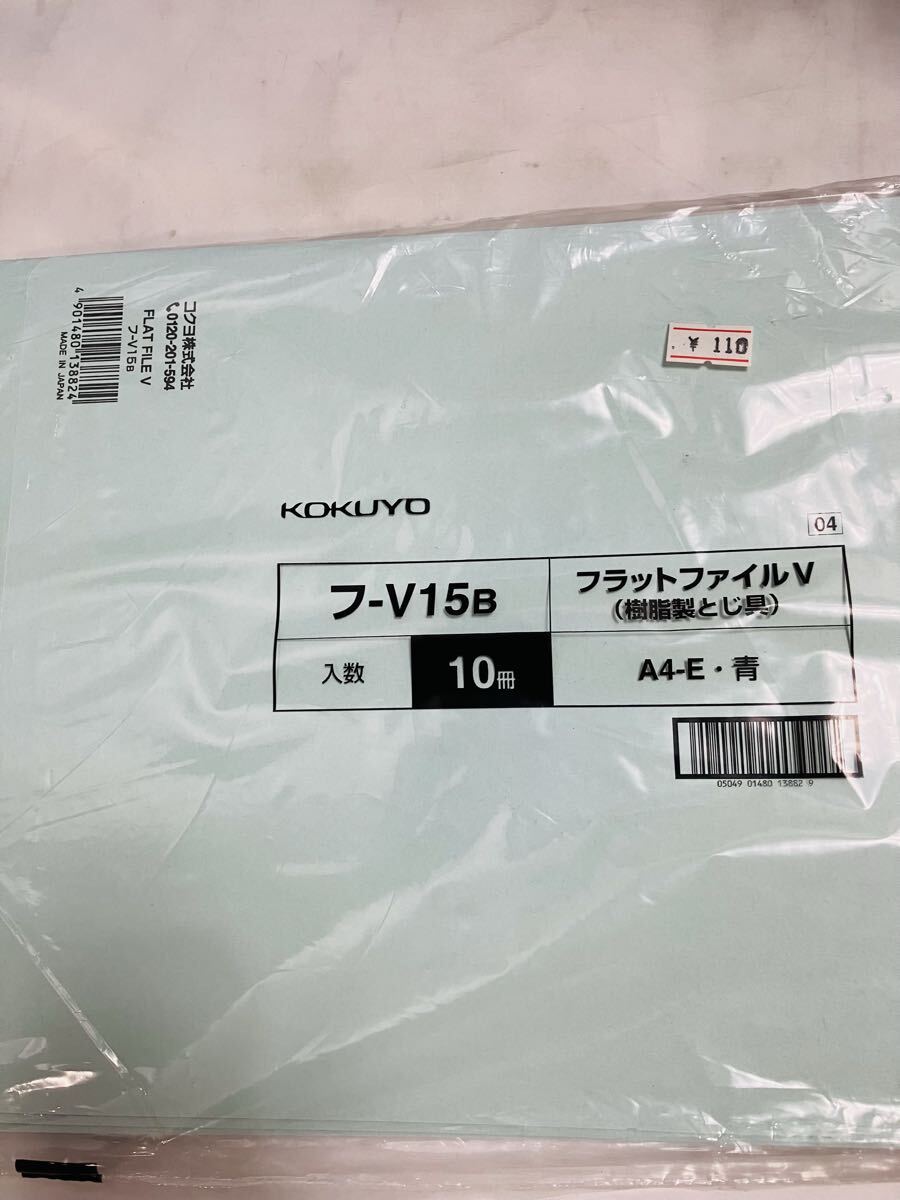 コクヨ株式会社
0120-201-594
FLAT FILE V
フ-V15B
4 901480 138824
MADE IN JAPAN
¥ 110
KOKUYO
04
フ-V15B
フラットファイルV
(樹脂製とじ具)
入数
10冊
A4-E・青
05049 01480 13882 9